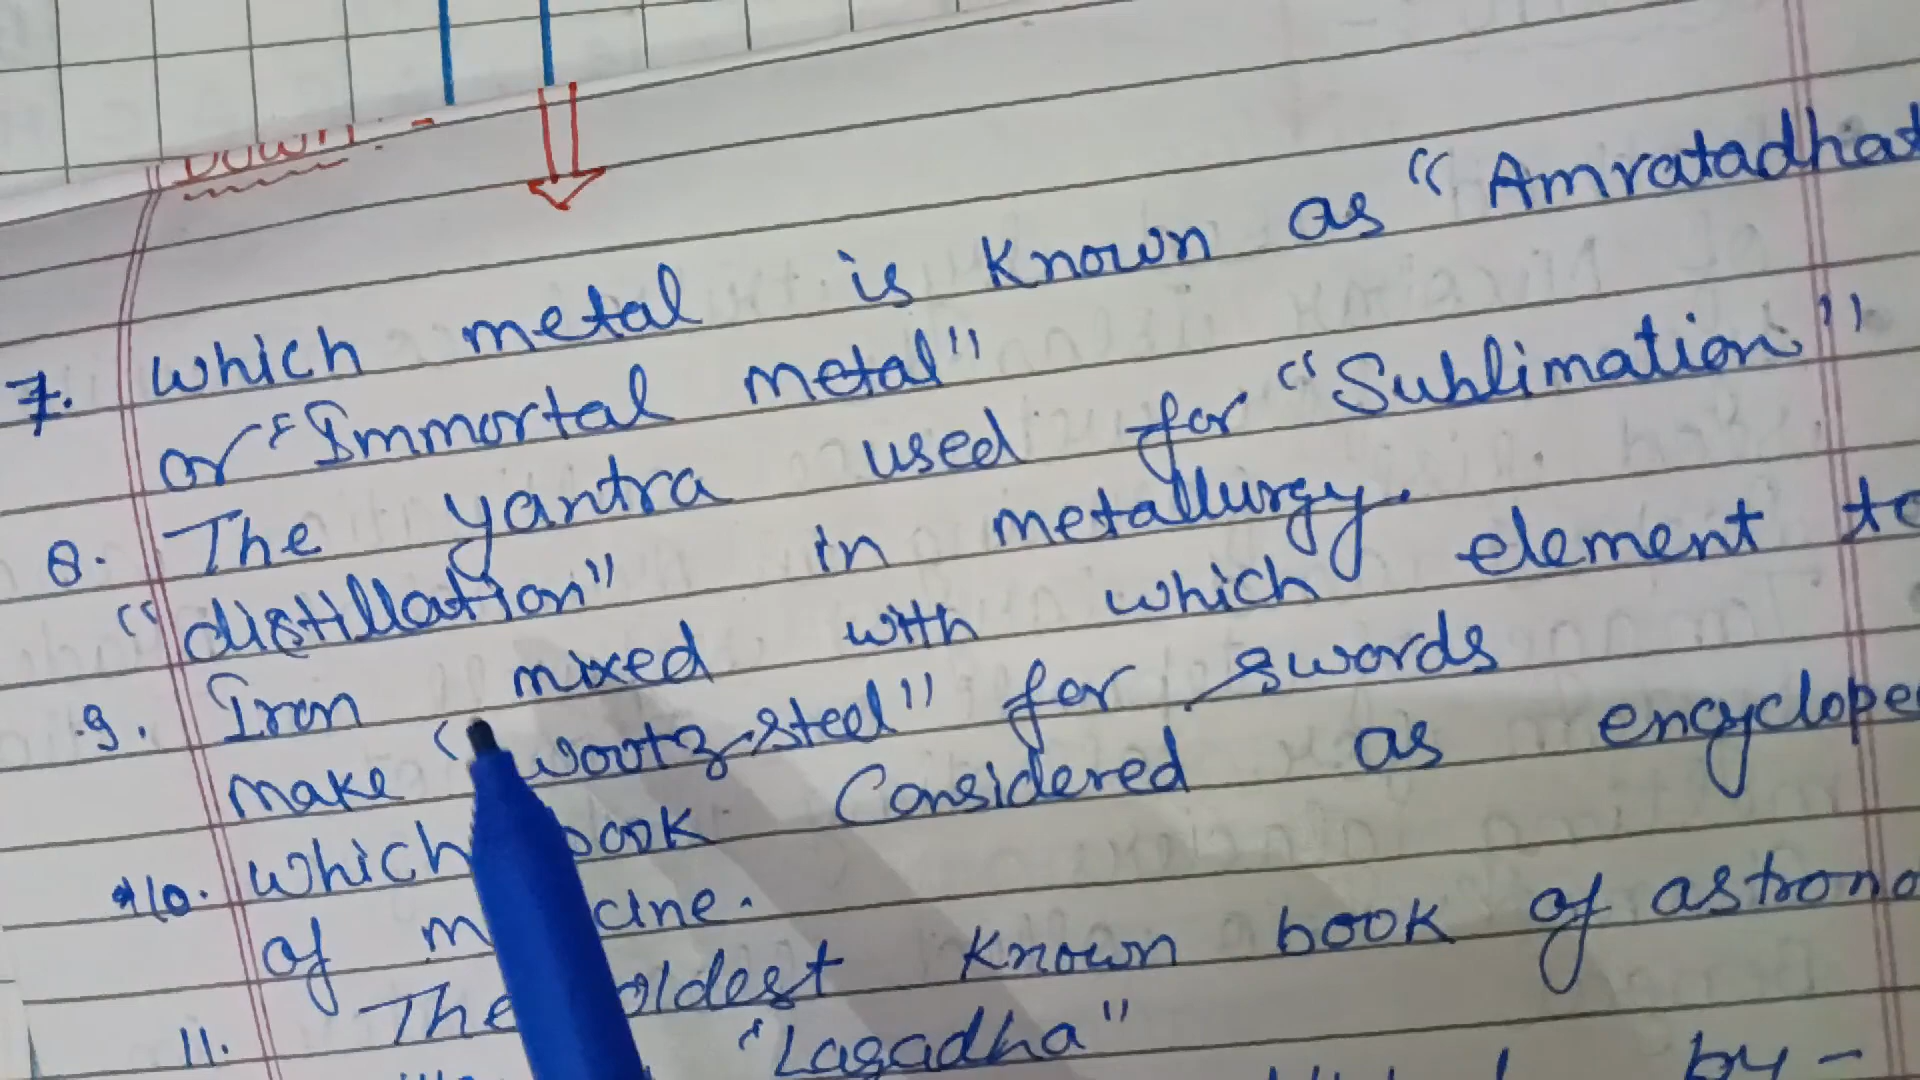 DOWN -
7. which metal is known as "Amratadhat
or "Immortal metal"
8. The yantra used for "Sublimation"
"distillation" in metallurgy.
9. Iron mixed with which element to
make "wootz-steel" for swords
10. which book Considered as encyclope
of m cine.
11. The oldest known book of astrono
"Lagadha"
by-